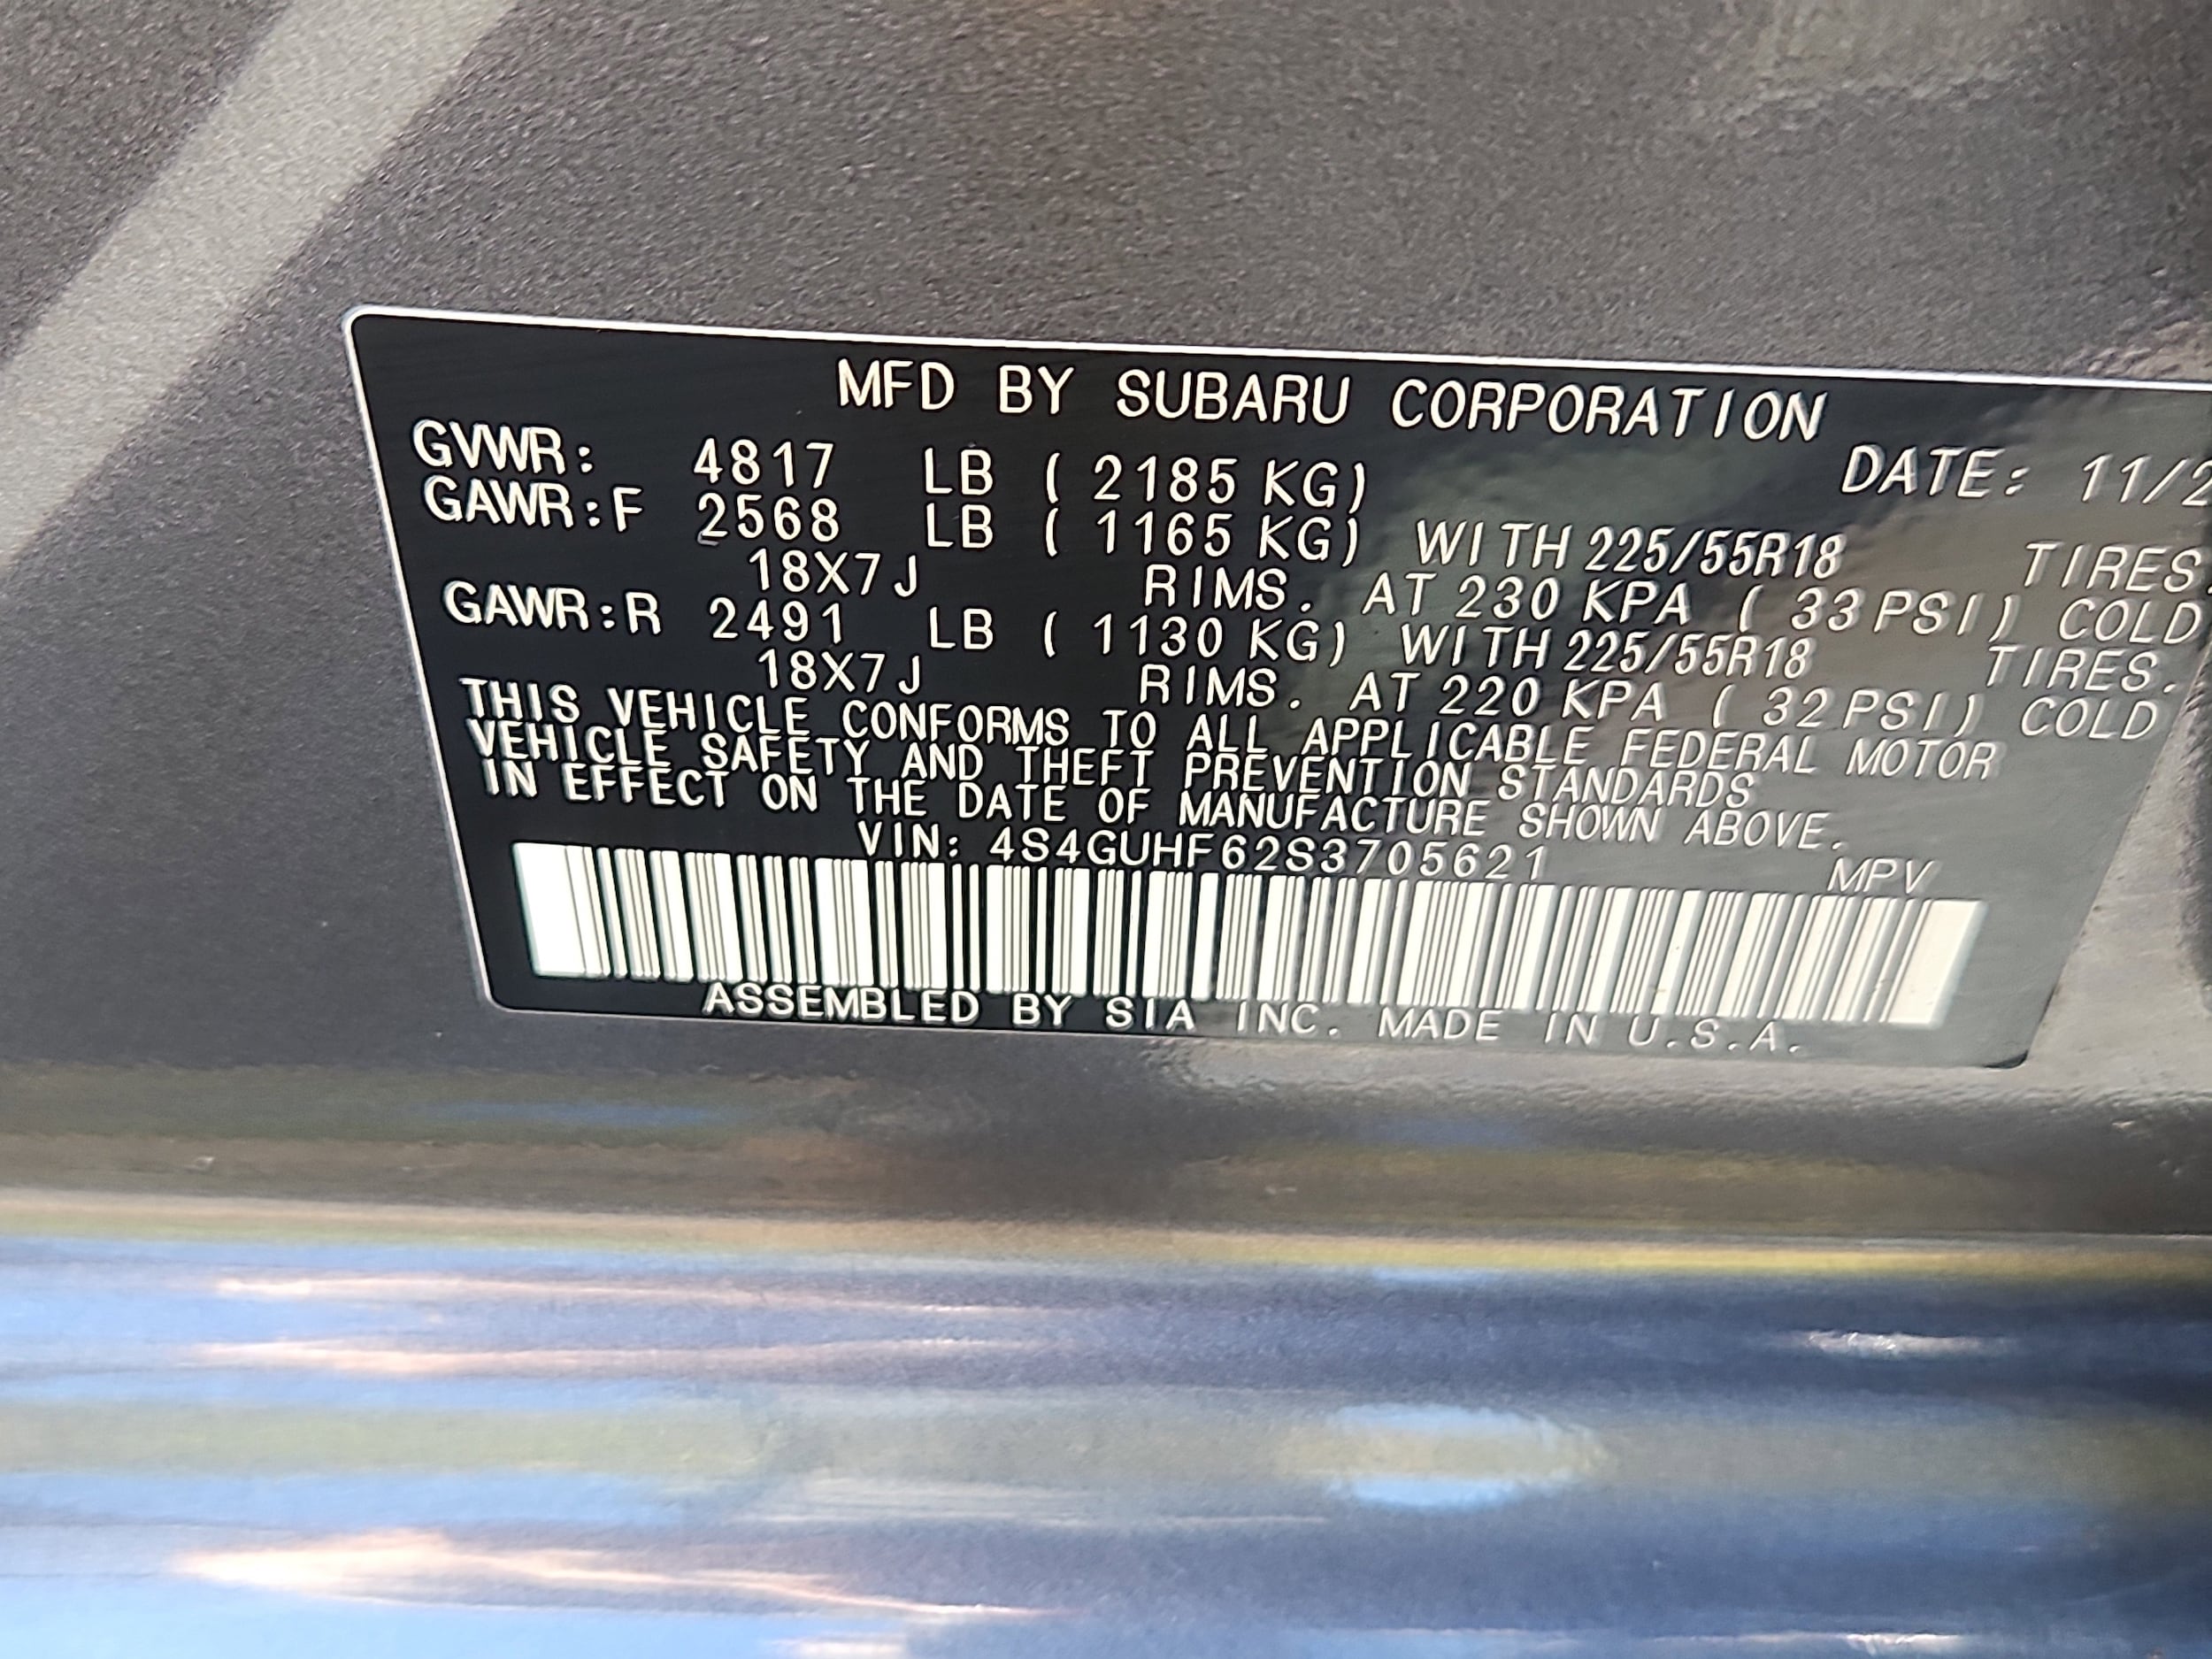 MFD BY SUBARU CORPORATION
GVWR: 4817 LB ( 2185 KG) DATE: 11/2
GAWR:F 2568 LB ( 1165 KG) WITH 225/55R18 TIRES.
18X7J RIMS. AT 230 KPA ( 33 PSI) COLD
GAWR:R 2491 LB ( 1130 KG) WITH 225/55R18 TIRES.
18X7J RIMS. AT 220 KPA ( 32 PSI) COLD
THIS VEHICLE CONFORMS TO ALL APPLICABLE FEDERAL MOTOR
VEHICLE SAFETY AND THEFT PREVENTION STANDARDS
IN EFFECT ON THE DATE OF MANUFACTURE SHOWN ABOVE.
VIN: 4S4GUHF62S3705621 MPV
ASSEMBLED BY SIA INC. MADE IN U.S.A.